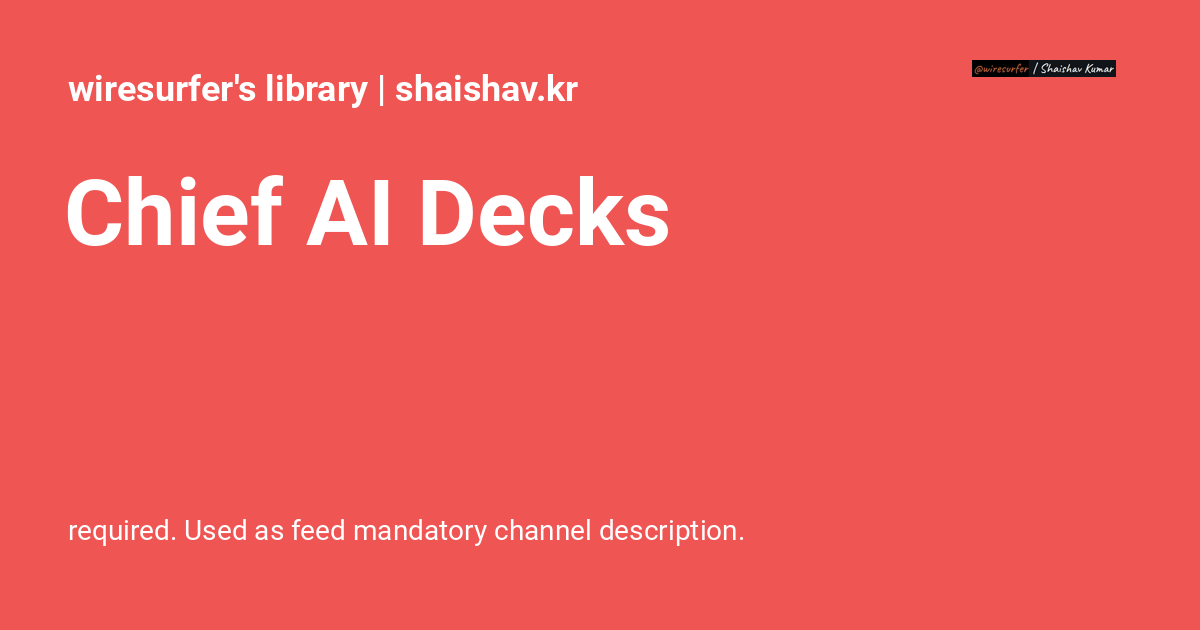 wiresurfer's library | shaishav.kr
@wiresurfer | Shaishav Kumar
Chief AI Decks
required. Used as feed mandatory channel description.